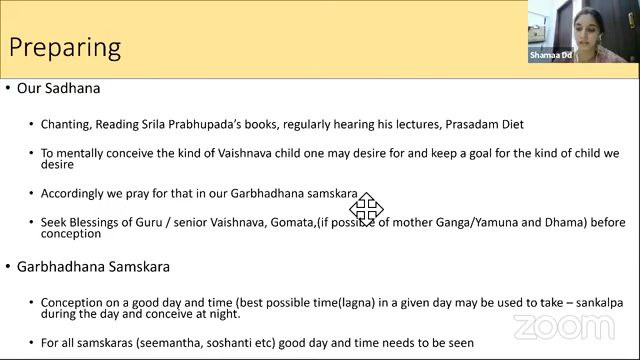 Preparing
Shamaa Dd
• Our Sadhana
• Chanting, Reading Srila Prabhupada's books, regularly hearing his lectures, Prasadam Diet
• To mentally conceive the kind of Vaishnava child one may desire for and keep a goal for the kind of child we
desire
• Accordingly we pray for that in our Garbhadhana samskara
• Seek Blessings of Guru / senior Vaishnava, Gomata,(if possible of mother Ganga/Yamuna and Dhama) before
conception
• Garbhadhana Samskara
• Conception on a good day and time (best possible time(lagna) in a given day may be used to take – sankalpa
during the day and conceive at night.
• For all samskaras (seemantha, soshanti etc) good day and time needs to be seen
zoom